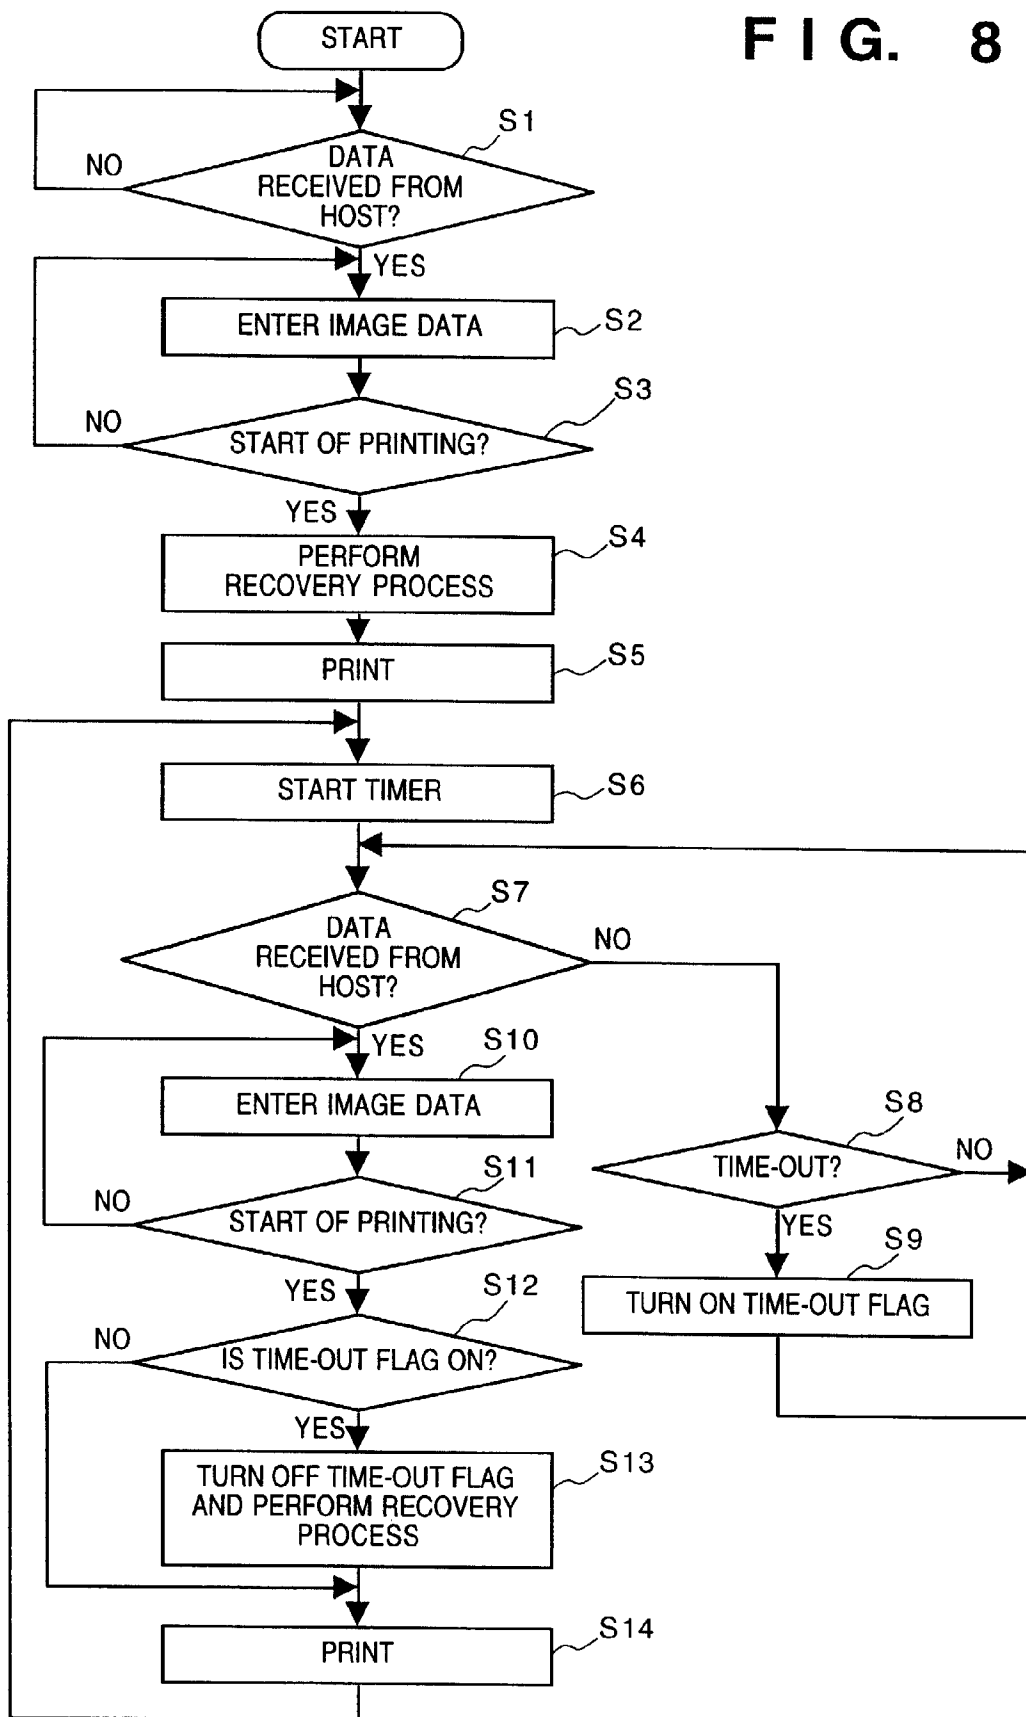 FIG. 8
START
S1
DATA
RECEIVED FROM
HOST?
NO
YES
ENTER IMAGE DATA
S2
S3
START OF PRINTING?
NO
YES
S4
PERFORM
RECOVERY PROCESS
S5
PRINT
START TIMER
S6
S7
DATA
RECEIVED FROM
HOST?
NO
YES
S10
ENTER IMAGE DATA
S8
TIME-OUT?
NO
YES
S11
START OF PRINTING?
NO
YES
S9
TURN ON TIME-OUT FLAG
S12
IS TIME-OUT FLAG ON?
NO
YES
S13
TURN OFF TIME-OUT FLAG
AND PERFORM RECOVERY
PROCESS
S14
PRINT